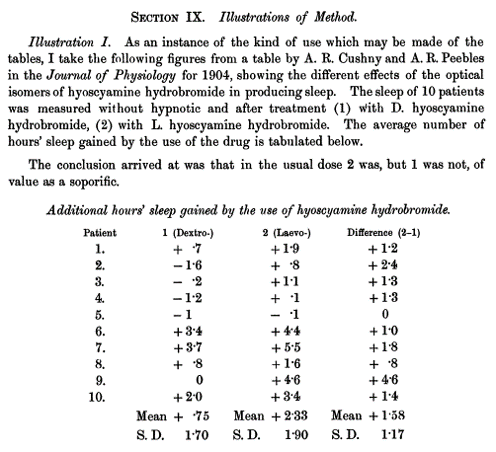 SECTION IX. Illustrations of Method.
Illustration I. As an instance of the kind of use which may be made of the
tables, I take the following figures from a table by A. R. Cushny and A. R. Peebles
in the Journal of Physiology for 1904, showing the different effects of the optical
isomers of hyoscyamine hydrobromide in producing sleep. The sleep of 10 patients
was measured without hypnotic and after treatment (1) with D. hyoscyamine
hydrobromide, (2) with L. hyoscyamine hydrobromide. The average number of
hours' sleep gained by the use of the drug is tabulated below.
The conclusion arrived at was that in the usual dose 2 was, but 1 was not, of
value as a soporific.
Additional hours' sleep gained by the use of hyoscyamine hydrobromide.
Patient 1 (Dextro-) 2 (Laevo-) Difference (2–1)
1. + ·7 +1·9 +1·2
2. −1·6 + ·8 +2·4
3. − ·2 +1·1 +1·3
4. −1·2 + ·1 +1·3
5. −1 − ·1 0
6. +3·4 +4·4 +1·0
7. +3·7 +5·5 +1·8
8. + ·8 +1·6 + ·8
9. 0 +4·6 +4·6
10. +2·0 +3·4 +1·4
Mean + ·75 Mean +2·33 Mean +1·58
S. D. 1·70 S. D. 1·90 S. D. 1·17